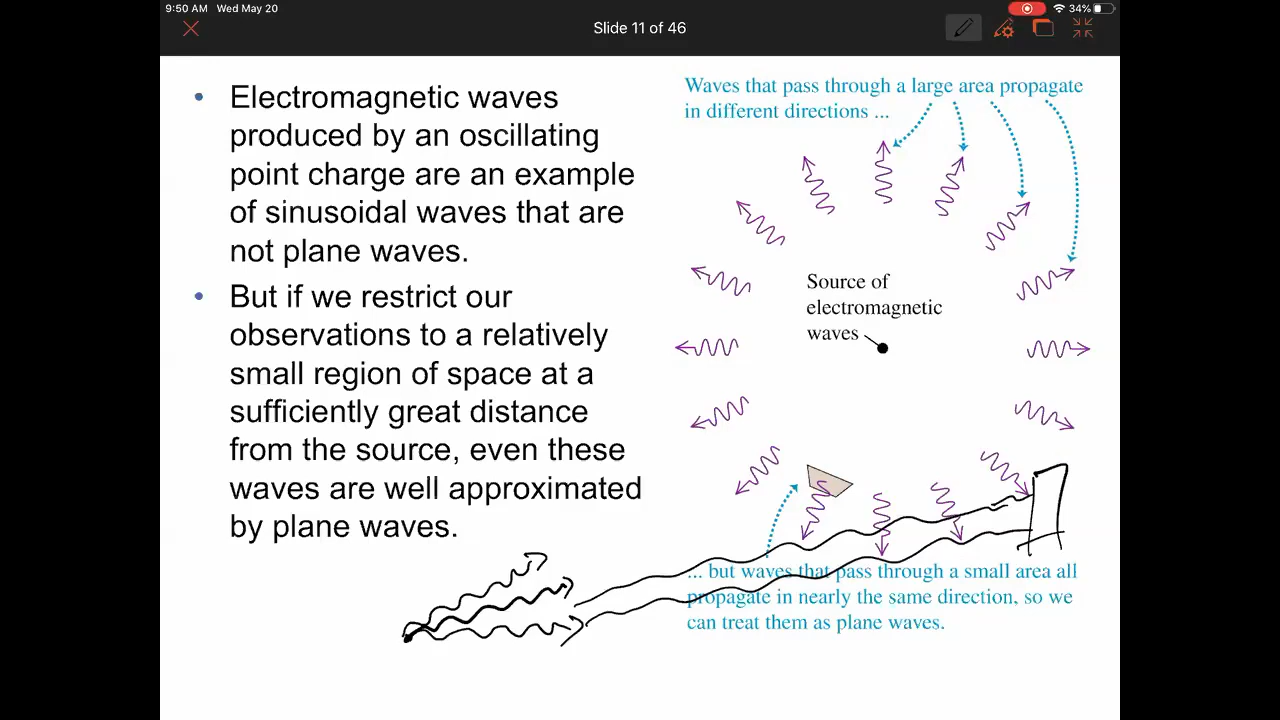 9:50 AM Wed May 20
34%
Slide 11 of 46
• Electromagnetic waves
produced by an oscillating
point charge are an example
of sinusoidal waves that are
not plane waves.
• But if we restrict our
observations to a relatively
small region of space at a
sufficiently great distance
from the source, even these
waves are well approximated
by plane waves.
Waves that pass through a large area propagate
in different directions ...
Source of
electromagnetic
waves
... but waves that pass through a small area all
propagate in nearly the same direction, so we
can treat them as plane waves.